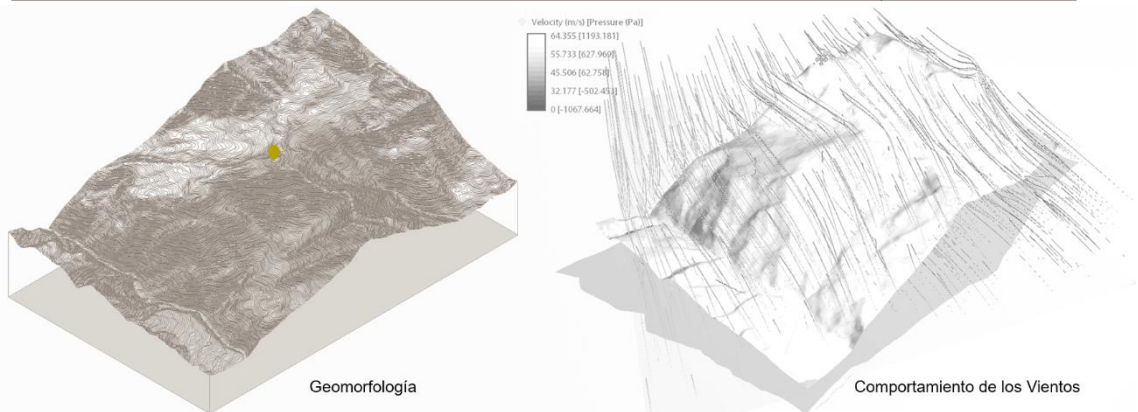 Velocity (m/s) [Pressure (Pa)]
64.355 [1193.181]
55.733 [627.969]
45.506 [62.758]
32.177 [-502.453]
0 [-1067.664]
Geomorfología
Comportamiento de los Vientos